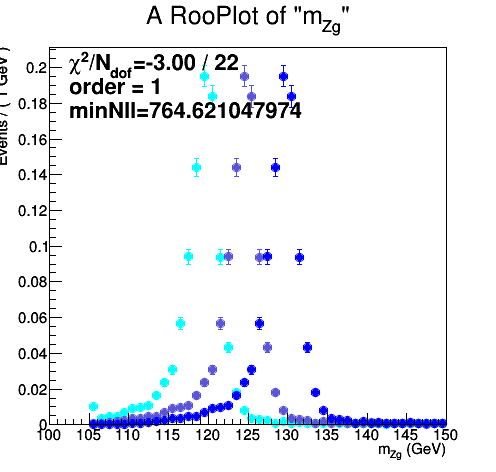 A RooPlot of "m_Zg"
χ²/N_dof=-3.00 / 22
order = 1
minNll=764.621047974
Events / ( 1 GeV )
0.2
0.18
0.16
0.14
0.12
0.1
0.08
0.06
0.04
0.02
0
100 105 110 115 120 125 130 135 140 145 150
m_Zg (GeV)